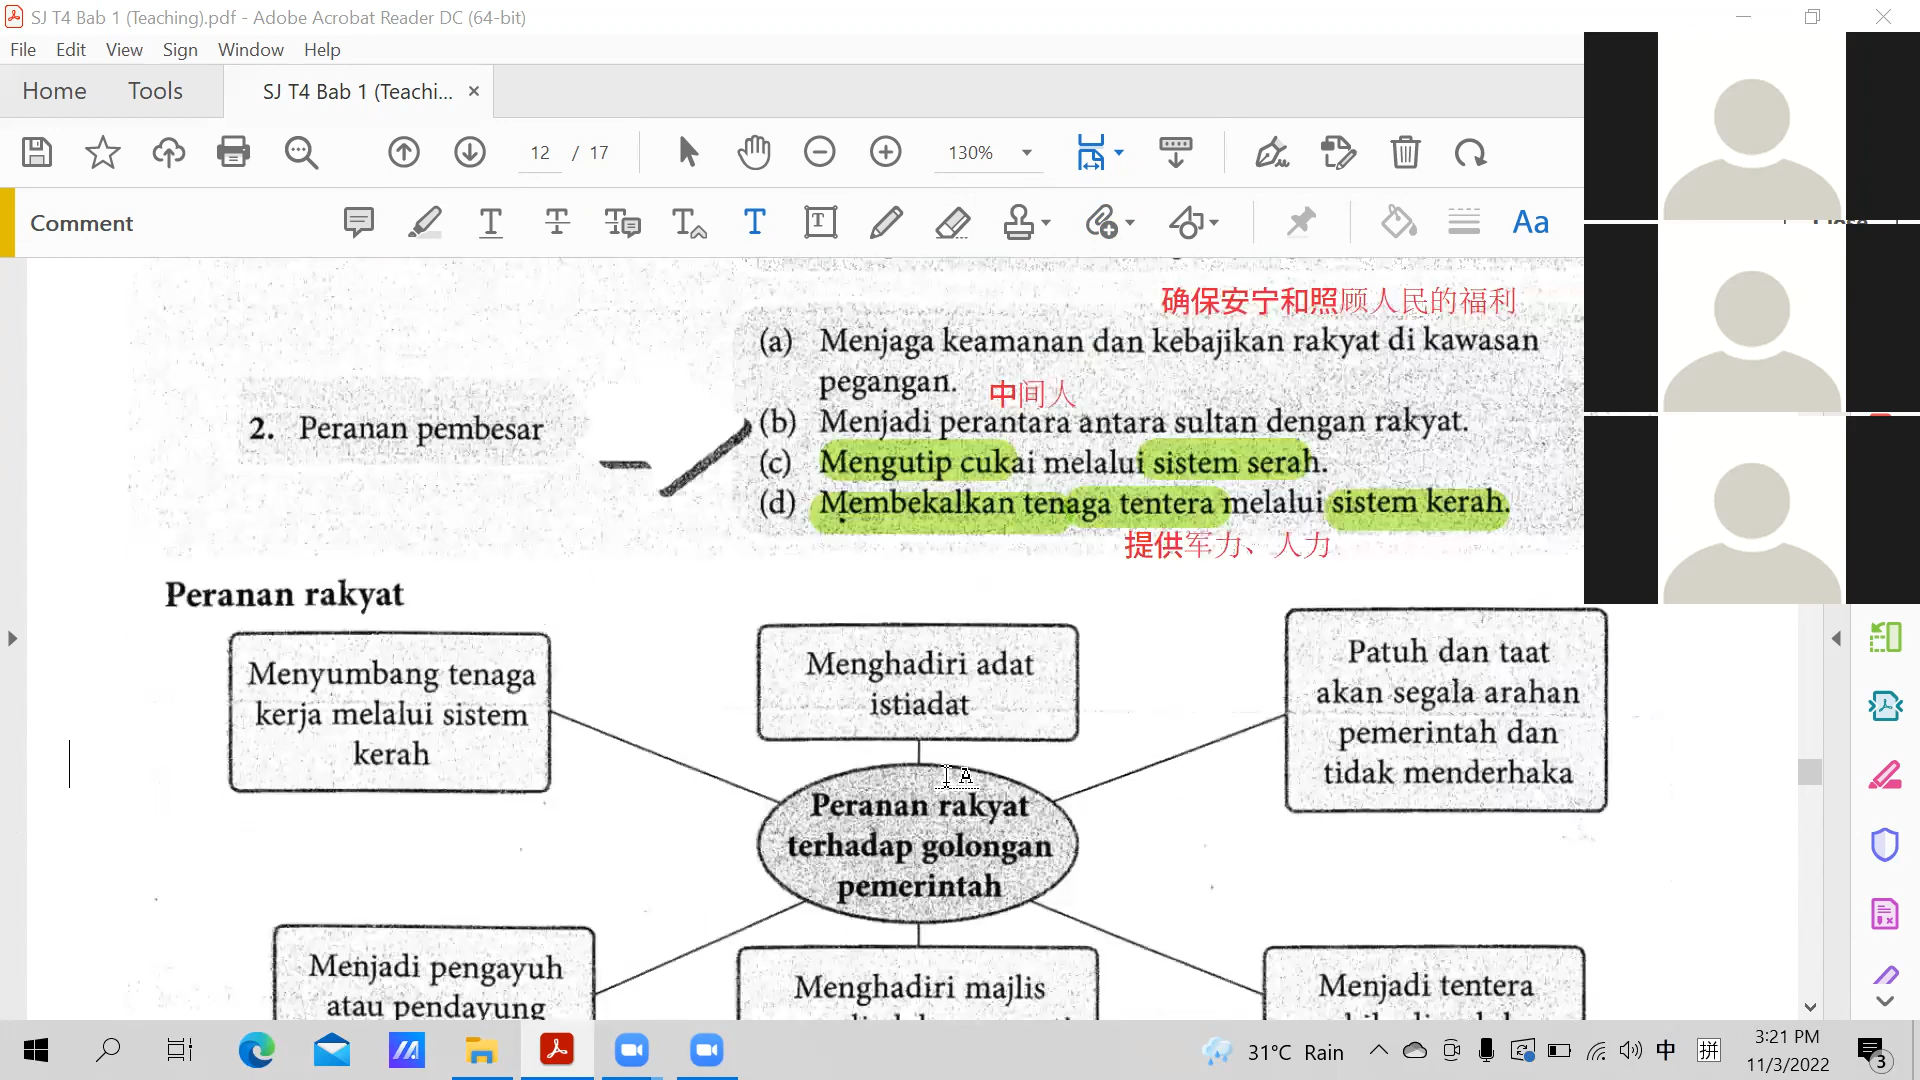 SJ T4 Bab 1 (Teaching).pdf - Adobe Acrobat Reader DC (64-bit)
File Edit View Sign Window Help
Home Tools SJ T4 Bab 1 (Teachi... ×
12 / 17 130%
Comment
Aa
确保安宁和照顾人民的福利
(a) Menjaga keamanan dan kebajikan rakyat di kawasan
pegangan.
中间人
2. Peranan pembesar
(b) Menjadi perantara antara sultan dengan rakyat.
(c) Mengutip cukai melalui sistem serah.
(d) Membekalkan tenaga tentera melalui sistem kerah.
提供军力、人力
Peranan rakyat
Menyumbang tenaga
kerja melalui sistem
kerah
Menghadiri adat
istiadat
Patuh dan taat
akan segala arahan
pemerintah dan
tidak menderhaka
Peranan rakyat
terhadap golongan
pemerintah
Menjadi pengayuh
atau pendayung
Menghadiri majlis
Menjadi tentera
31°C Rain
中
拼
3:21 PM
11/3/2022
3